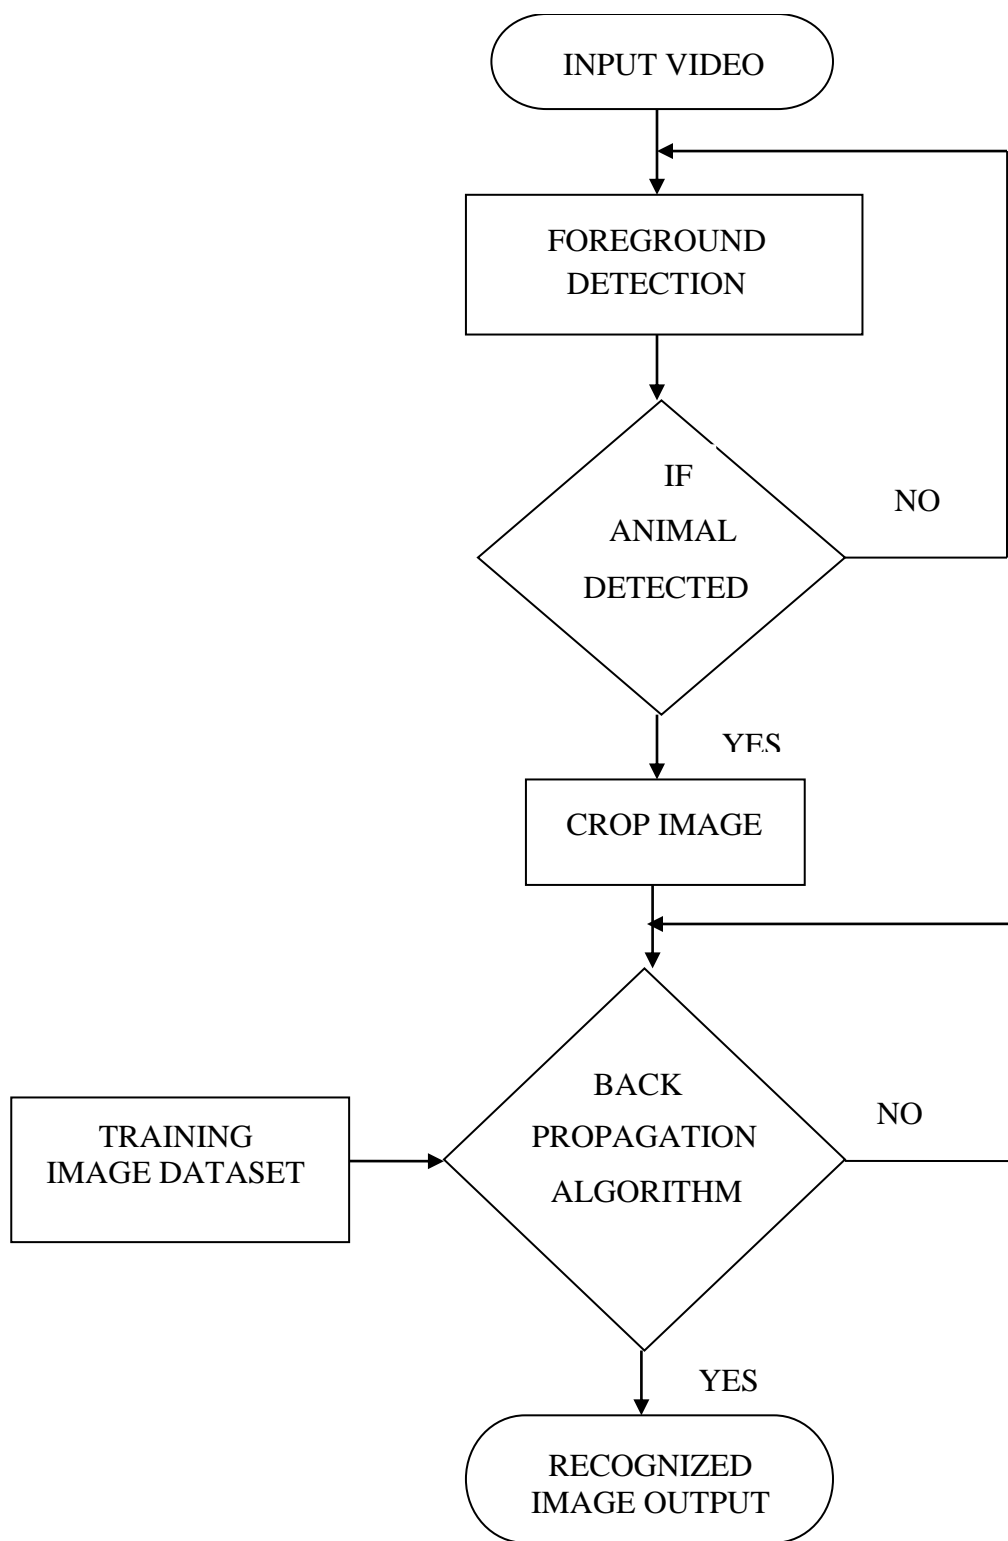 INPUT VIDEO
FOREGROUND
DETECTION
IF
ANIMAL
DETECTED
NO
YES
CROP IMAGE
BACK
PROPAGATION
ALGORITHM
NO
TRAINING
IMAGE DATASET
YES
RECOGNIZED
IMAGE OUTPUT